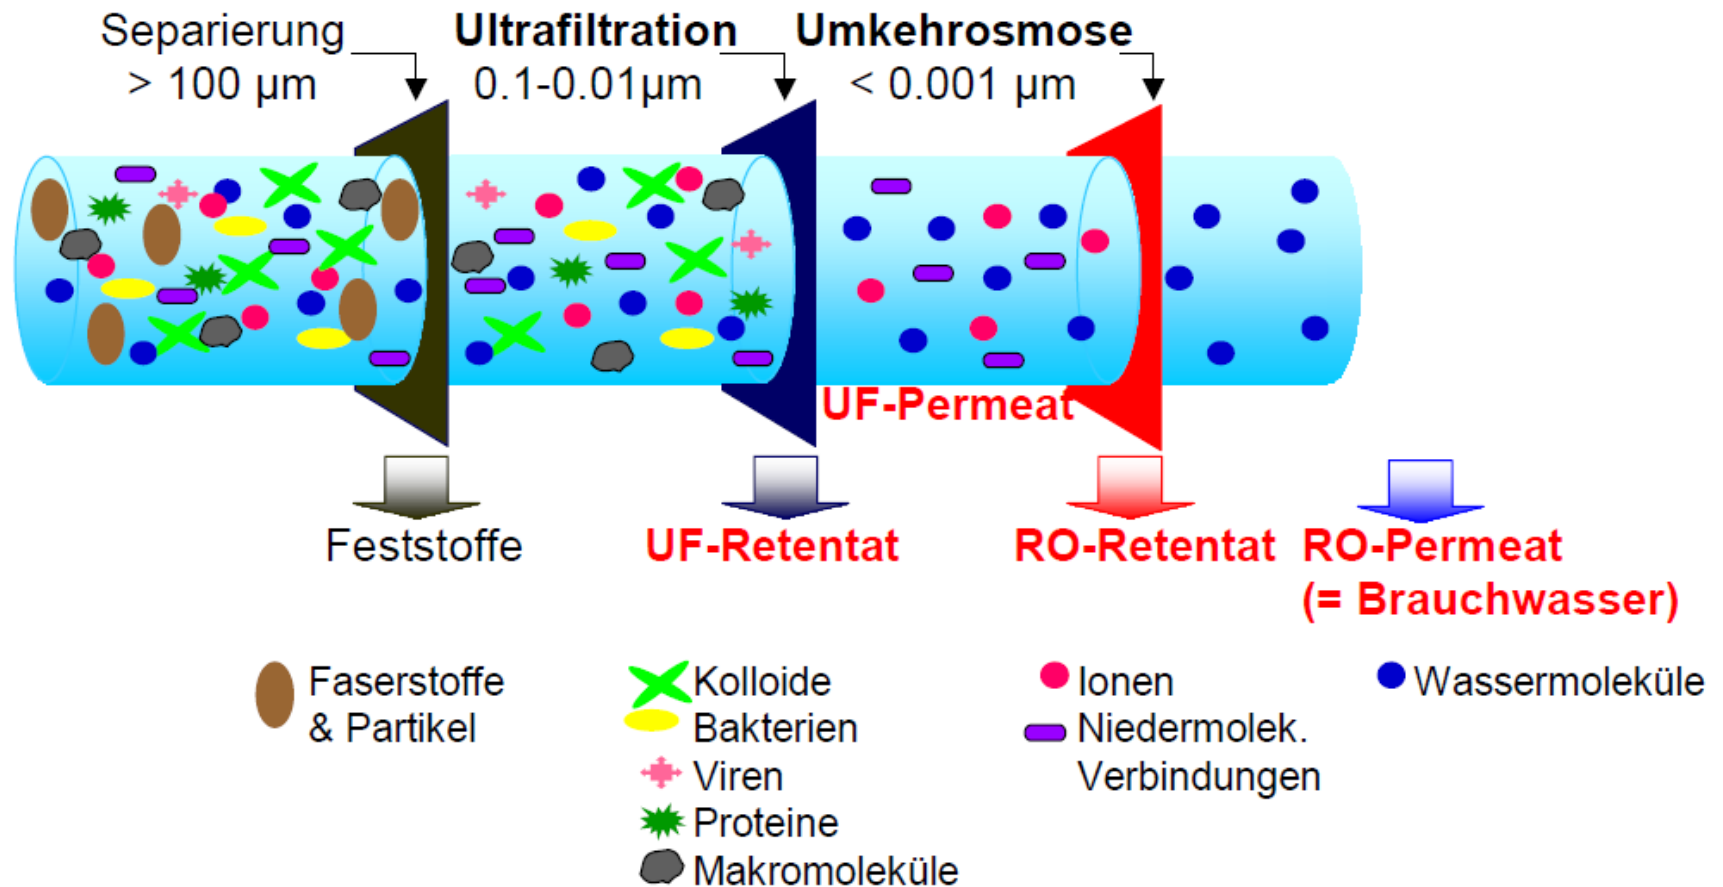 Separierung
> 100 µm
Ultrafiltration
0.1-0.01µm
Umkehrosmose
< 0.001 µm
UF-Permeat
Feststoffe
UF-Retentat
RO-Retentat
RO-Permeat
(= Brauchwasser)
Faserstoffe
& Partikel
Kolloide
Bakterien
Viren
Proteine
Makromoleküle
Ionen
Niedermolek.
Verbindungen
Wassermoleküle